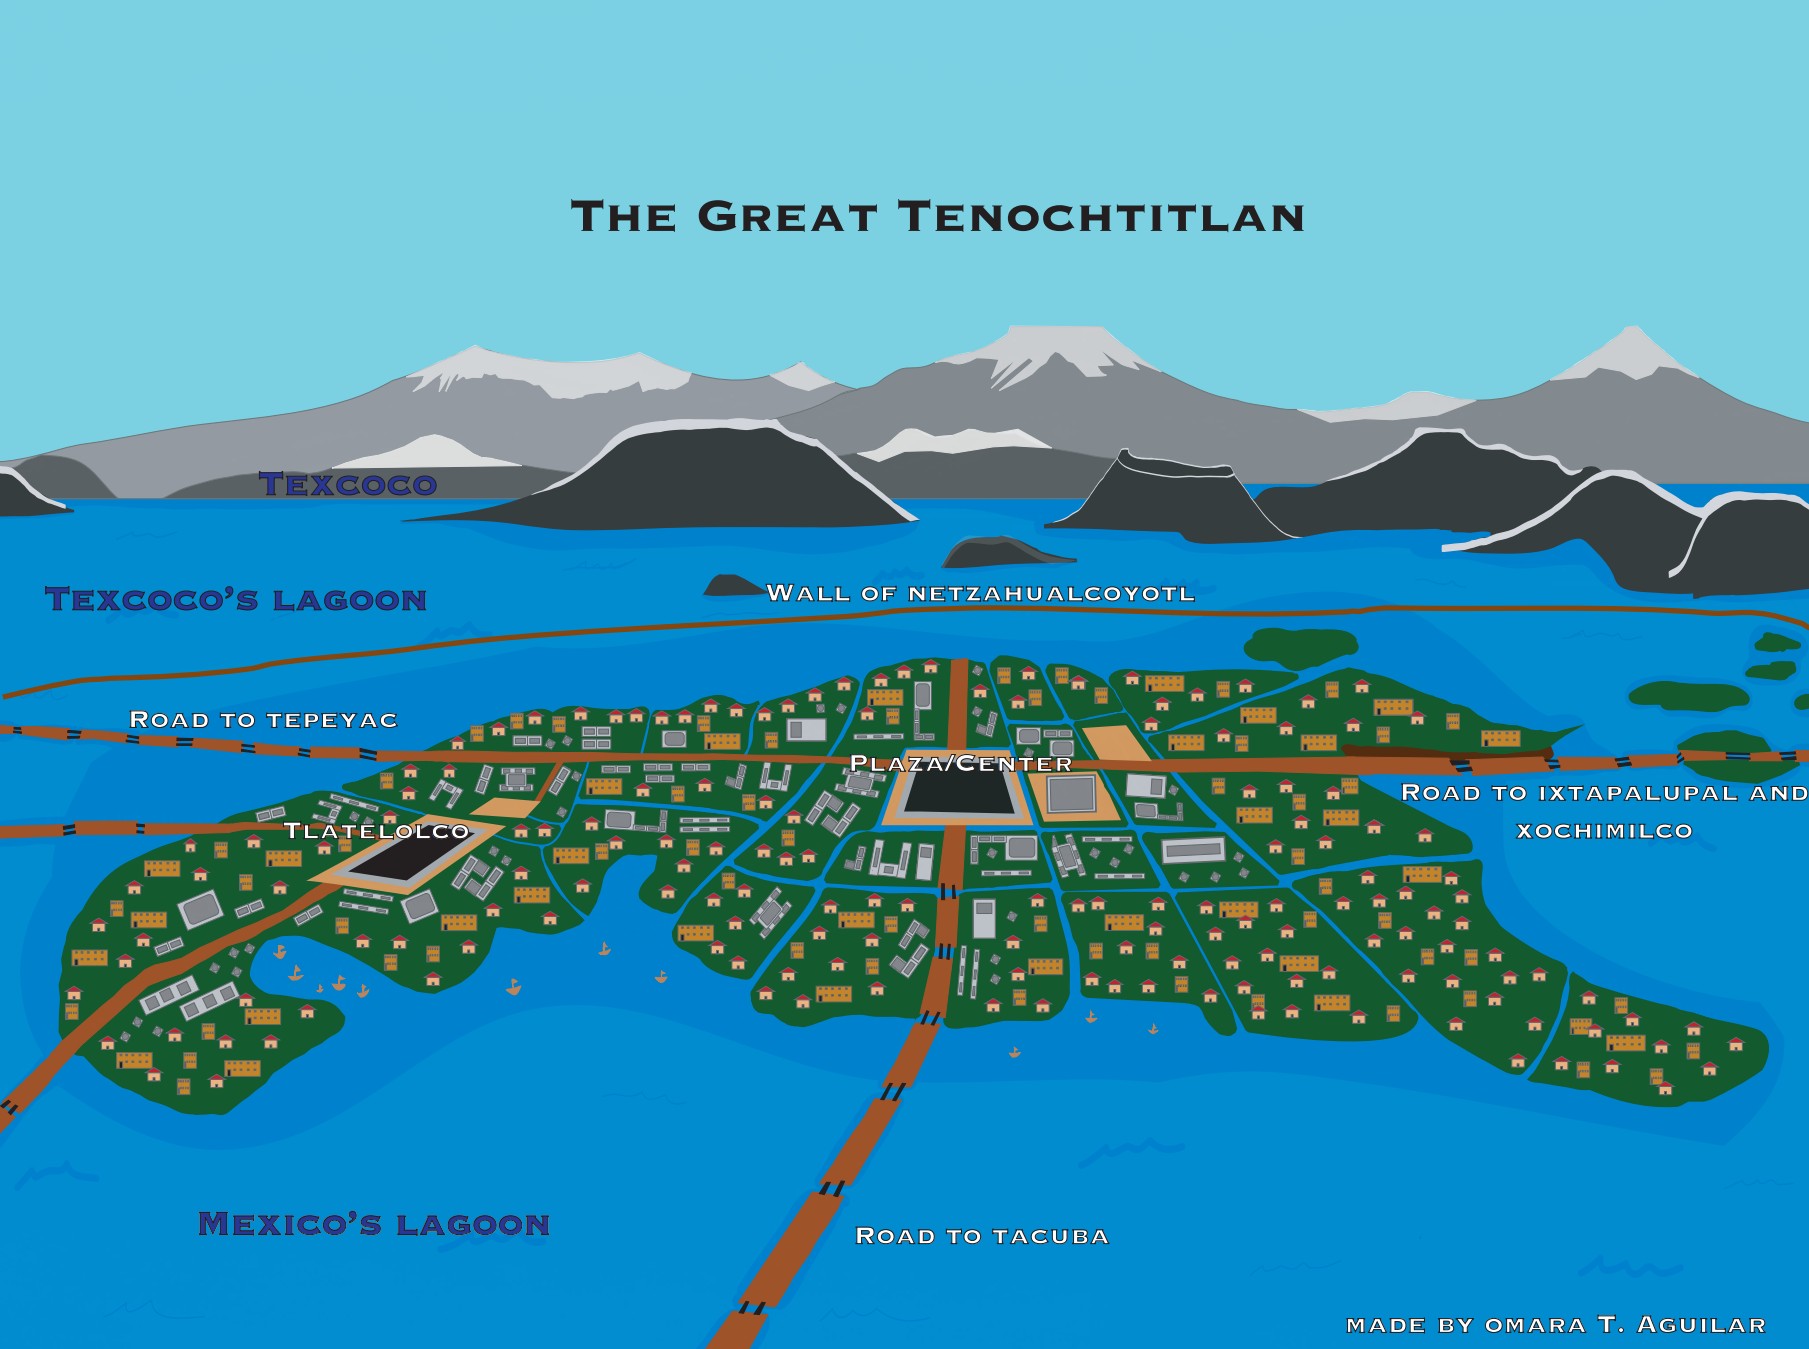 The Great Tenochtitlan
Texcoco
Texcoco's lagoon
Wall of netzahualcoyotl
Road to tepeyac
Plaza/Center
Road to ixtapalupal and
xochimilco
Tlatelolco
Mexico's lagoon
Road to tacuba
made by omara T. Aguilar